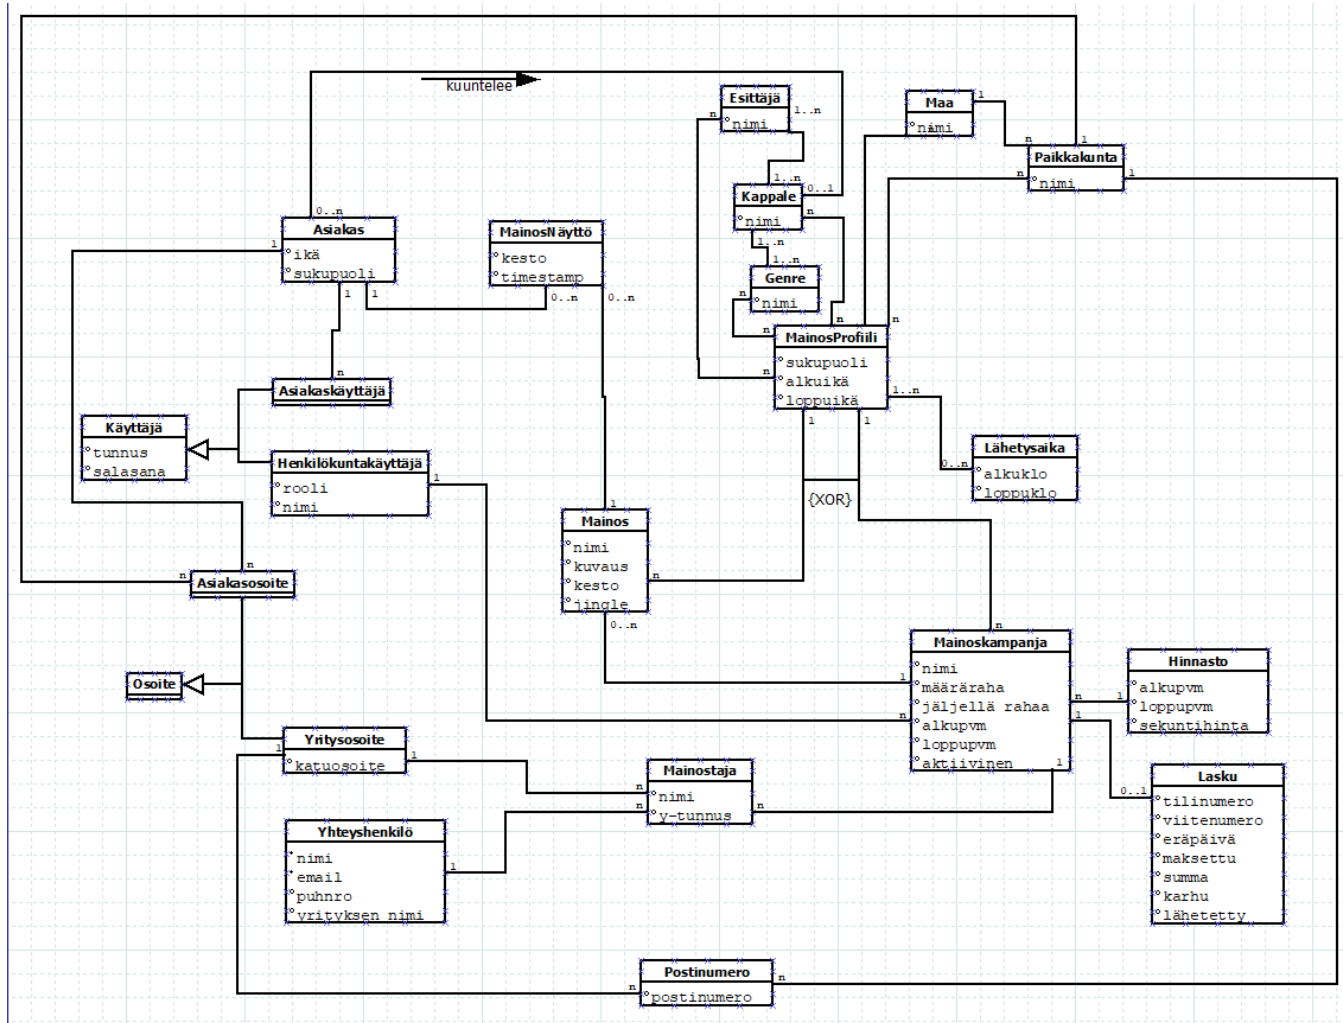 kuuntelee
Esittäjä
nimi
n
1..n
Maa
nimi
1
n
1
Paikkakunta
nimi
n
1
1..n
Kappale
nimi
0..1
n
1..n
1..n
Genre
nimi
n
0..n
Asiakas
ikä
sukupuoli
1
1
1
MainosNäyttö
kesto
timestamp
0..n
0..n
n
n
n
MainosProfiili
sukupuoli
alkuikä
loppuikä
n
1..n
1
1
{XOR}
0..n
Lähetysaika
alkuklo
loppuklo
n
Asiakaskäyttäjä
Käyttäjä
tunnus
salasana
Henkilökuntakäyttäjä
rooli
nimi
1
1
Mainos
nimi
kuvaus
kesto
jingle
n
0..n
n
n
Asiakasosoite
Osoite
n
Mainoskampanja
nimi
määräraha
jäljellä rahaa
alkupvm
loppupvm
aktiivinen
1
n
n
1
1
1
Hinnasto
alkupvm
loppupvm
sekuntihinta
0..1
Lasku
tilinumero
viitenumero
eräpäivä
maksettu
summa
karhu
lähetetty
1
Yritysosoite
katuosoite
1
Mainostaja
nimi
y-tunnus
n
n
n
Yhteyshenkilö
nimi
email
puhnro
yrityksen nimi
1
Postinumero
postinumero
n
n